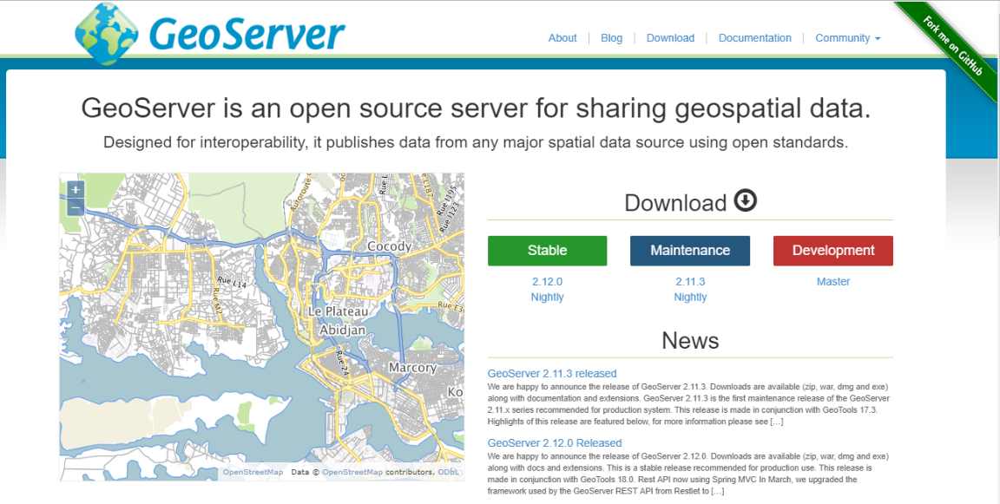 GeoServer
About
Blog
Download
Documentation
Community
Fork me on GitHub
GeoServer is an open source server for sharing geospatial data.
Designed for interoperability, it publishes data from any major spatial data source using open standards.
+
−
Autoroute
Rue L
Rue L187
Rue I195
Rue I123
Cocody
Rue L14
Rue M2
Le Plateau
Abidjan
Rue 24
Marcory
Ko
OpenStreetMap Data @ OpenStreetMap contributors, ODbL
Download
Stable
Maintenance
Development
2.12.0
2.11.3
Master
Nightly
Nightly
News
GeoServer 2.11.3 released
We are happy to announce the release of GeoServer 2.11.3. Downloads are available (zip, war, dmg and exe)
along with documentation and extensions. GeoServer 2.11.3 is the first maintenance release of the GeoServer
2.11.x series recommended for production system. This release is made in conjunction with GeoTools 17.3.
Highlights of this release are featured below, for more information please see […]
GeoServer 2.12.0 Released
We are happy to announce the release of GeoServer 2.12.0. Downloads are available (zip, war, dmg and exe)
along with docs and extensions. This is a stable release recommended for production use. This release is
made in conjunction with GeoTools 18.0. Rest API now using Spring MVC In March, we upgraded the
framework used by the GeoServer REST API from Restlet to […]